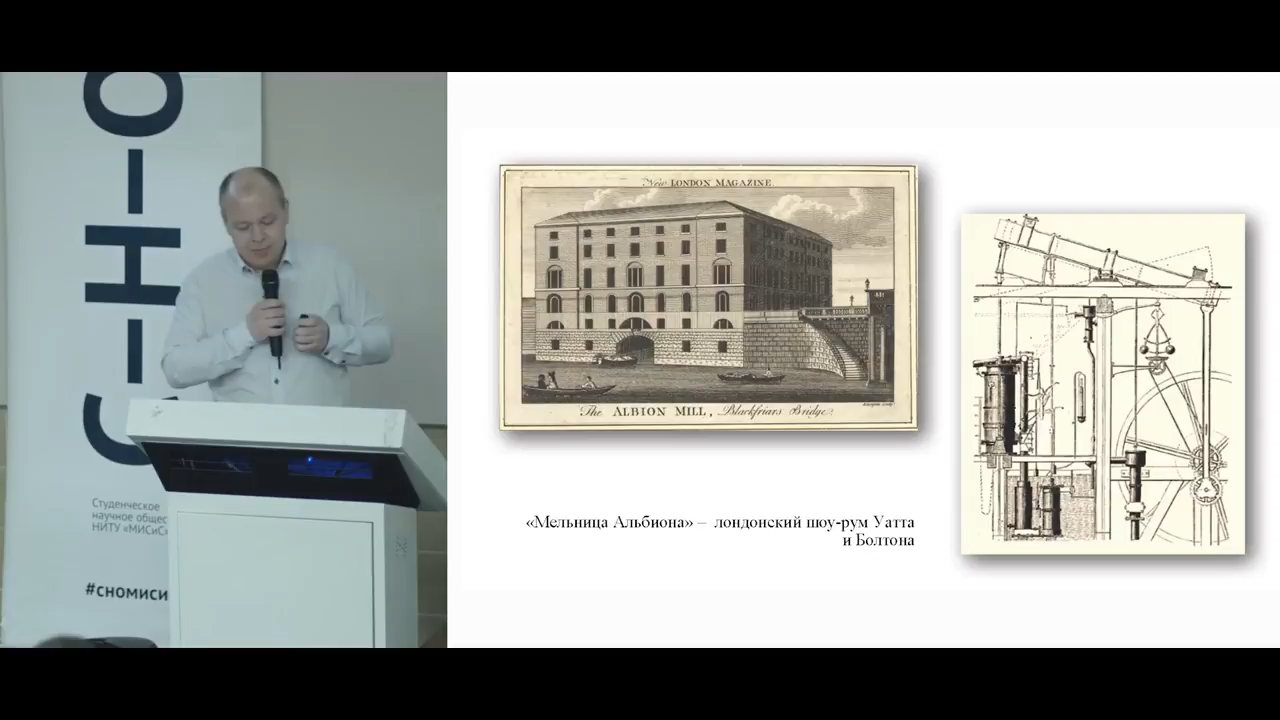 С–Н–О
Студенческое
научное общес
НИТУ «МИСиС»
#сномиси
New LONDON MAGAZINE
The ALBION MILL, Blackfriars Bridge.
«Мельница Альбиона» – лондонский шоу-рум Уатта
и Болтона